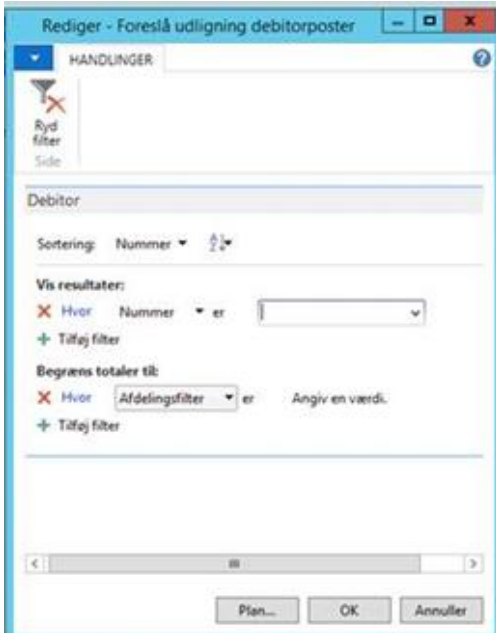 Rediger - Foreslå udligning debitorposter
HANDLINGER
Ryd
filter
Side
Debitor
Sortering: Nummer
Vis resultater:
Hvor Nummer er
Tilføj filter
Begræns totaler til:
Hvor Afdelingsfilter er Angiv en værdi.
Tilføj filter
Plan... OK Annuller